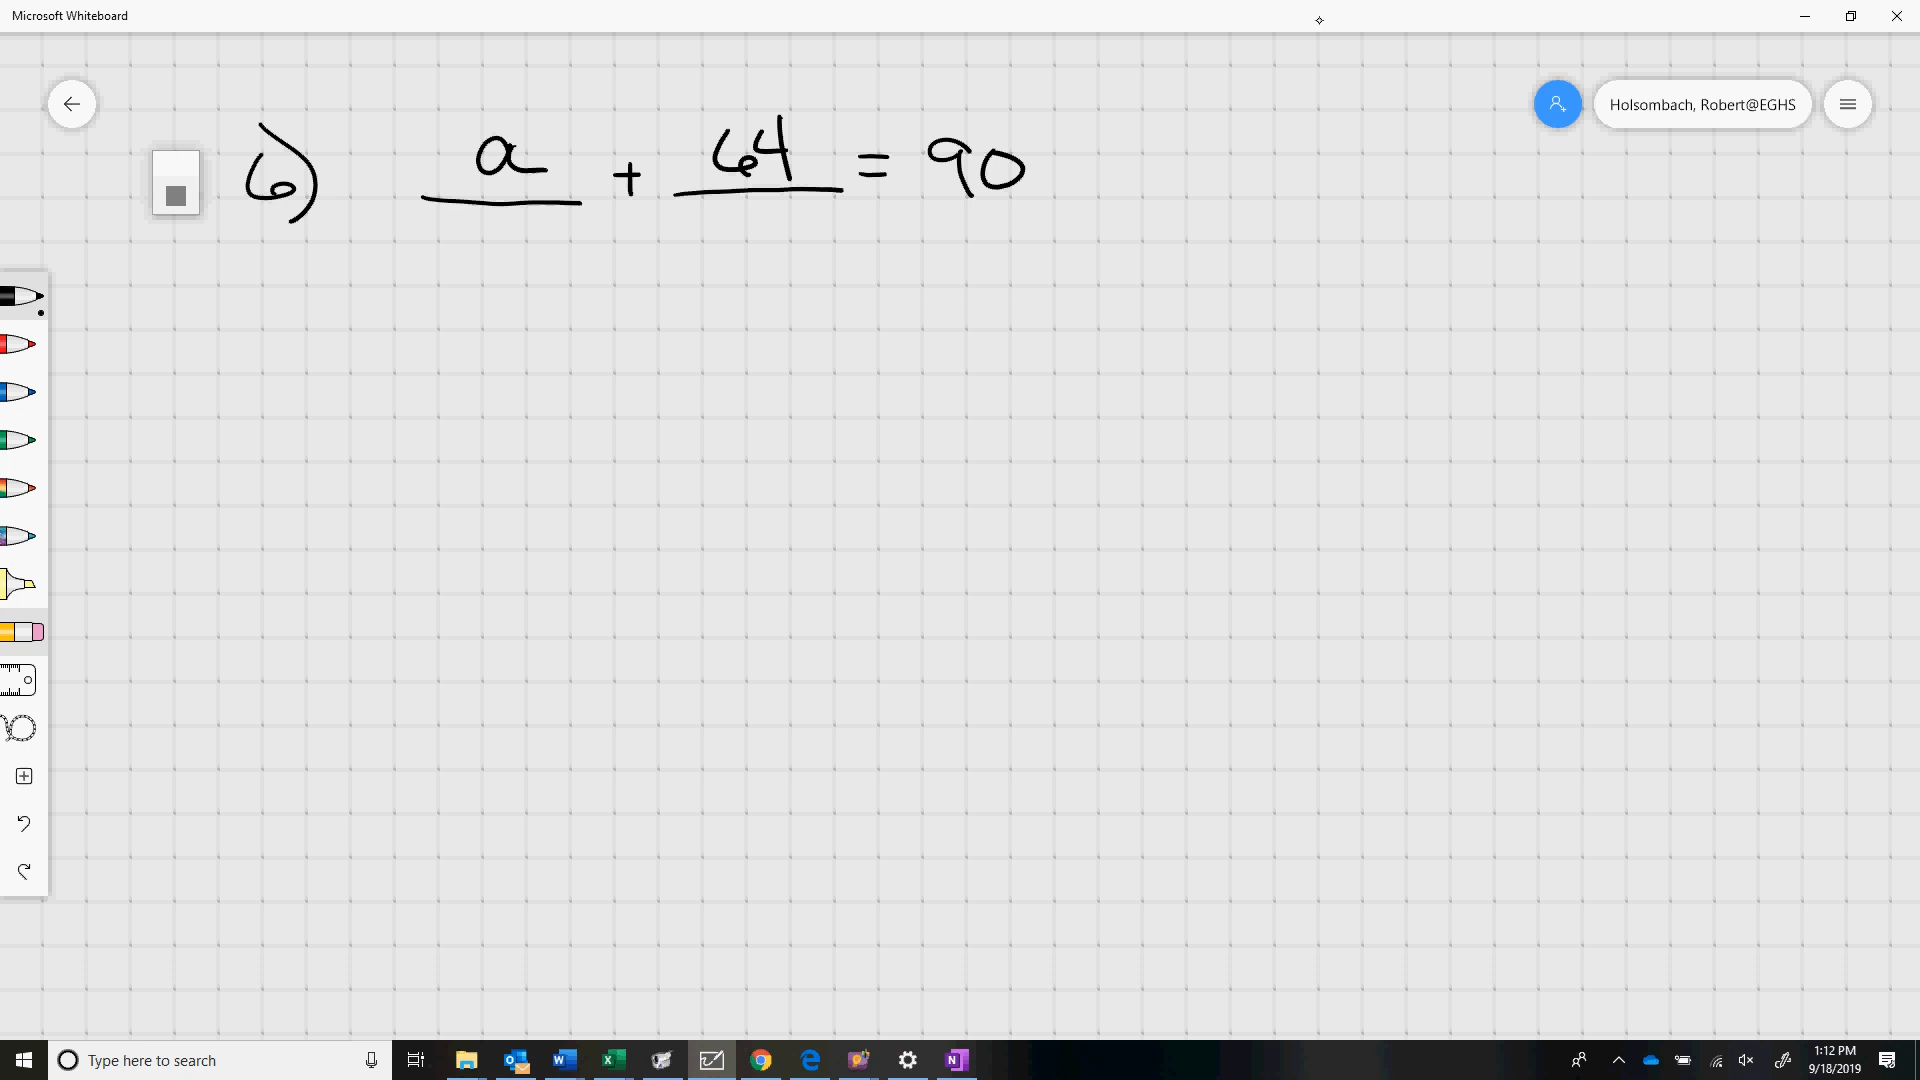 Microsoft Whiteboard
Holsombach, Robert@EGHS
6) a + 64 = 90
Type here to search
1:12 PM
9/18/2019